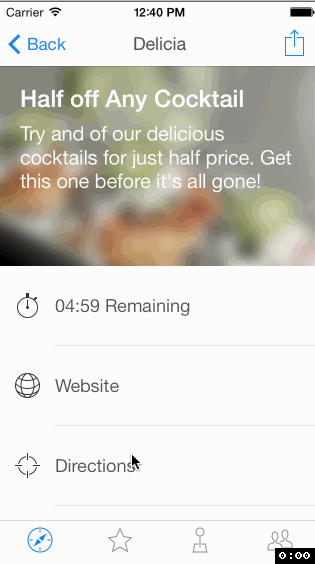 Carrier 12:40 PM
Back Delicia
Half off Any Cocktail
Try and of our delicious
cocktails for just half price. Get
this one before it's all gone!
04:59 Remaining
Website
Directions
0:00